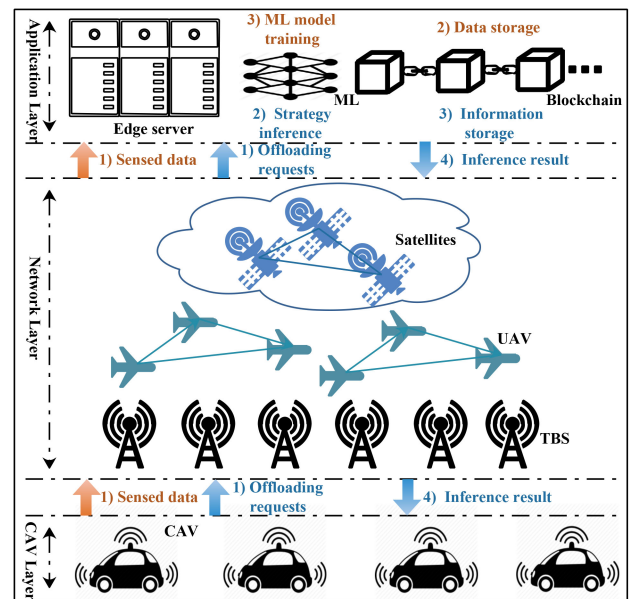 Application Layer
3) ML model
training
2) Data storage
ML
Blockchain
Edge server
2) Strategy
inference
3) Information
storage
1) Sensed data
1) Offloading
requests
4) Inference result
Network Layer
Satellites
UAV
TBS
1) Sensed data
1) Offloading
requests
4) Inference result
CAV Layer
CAV